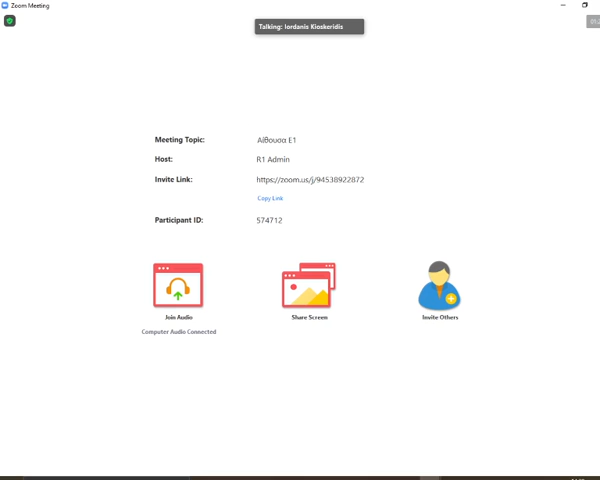 Zoom Meeting
Talking: Iordanis Kloskeridis
Meeting Topic: Αίθουσα Ε1
Host: R1 Admin
Invite Link: https://zoom.us/j/94538922872
Copy Link
Participant ID: 574712
Join Audio Share Screen Invite Others
Computer Audio Connected